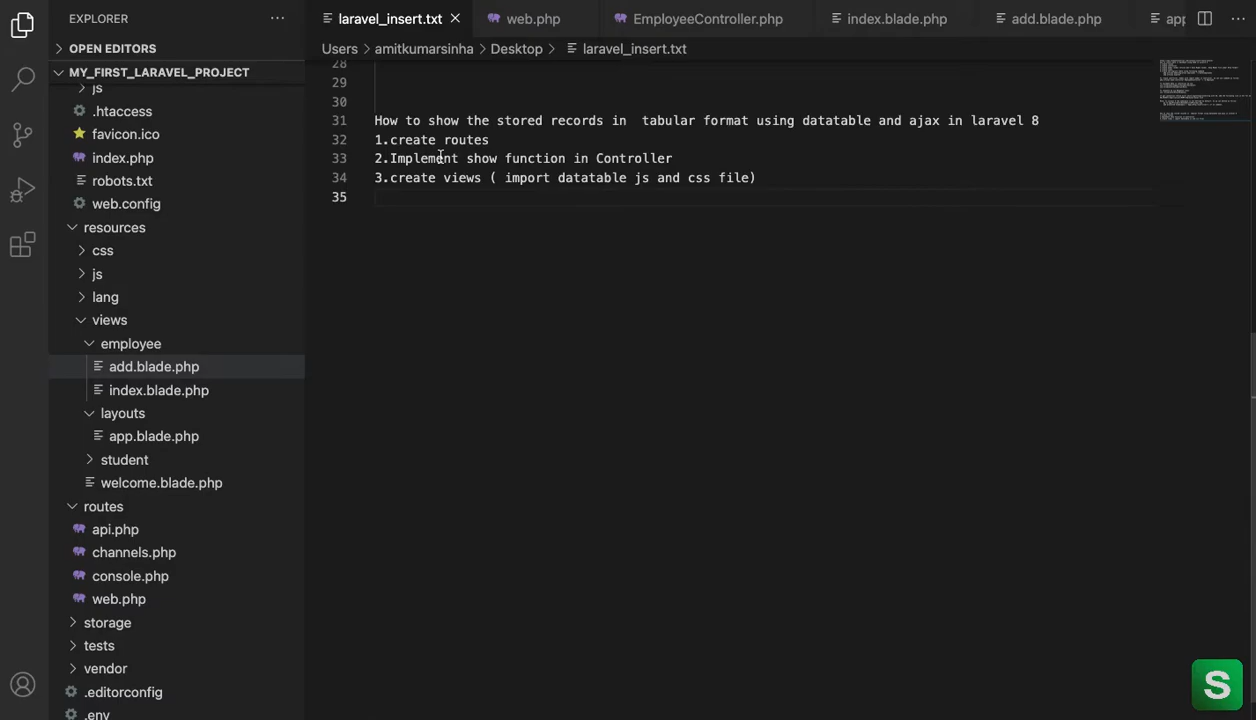 EXPLORER
laravel_insert.txt
web.php
EmployeeController.php
index.blade.php
add.blade.php
app
OPEN EDITORS
Users > amitkumarsinha > Desktop > laravel_insert.txt
MY_FIRST_LARAVEL_PROJECT
js
.htaccess
favicon.ico
index.php
robots.txt
web.config
resources
css
js
lang
views
employee
add.blade.php
index.blade.php
layouts
app.blade.php
student
welcome.blade.php
routes
api.php
channels.php
console.php
web.php
storage
tests
vendor
.editorconfig
.env
28
29
30
31 How to show the stored records in  tabular format using datatable and ajax in laravel 8
32 1.create routes
33 2.Implement show function in Controller
34 3.create views ( import datatable js and css file)
35
S